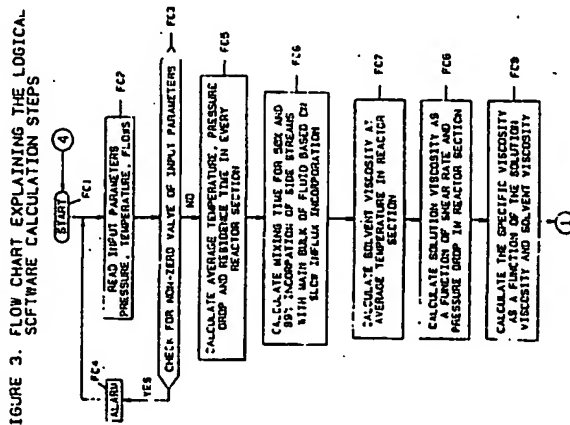 IGURE 3. FLOW CHART EXPLAINING THE LOGICAL
SOFTWARE CALCULATION STEPS
4
START
FC1
READ INPUT PARAMETERS
PRESSURE, TEMPERATURE, FLOWS
FC2
CHECK FOR NON-ZERO VALUE OF INPUT PARAMETERS
FC3
YES
ALARM
FC4
NO
CALCULATE AVERAGE TEMPERATURE, PRESSURE
DROP AND RESIDENCE TIME IN EVERY
REACTOR SECTION
FC5
CALCULATE MIXING TIME FOR AND
99% INCORPATION OF SIDE STREAMS
WITH MAIN BULK OF FLUID BASED ON
SLOW INFLUX INCORPORATION
FC6
CALCULATE SOLVENT VISCOSITY AT
AVERAGE TEMPERATURE IN REACTOR
SECTION
FC7
CALCULATE SOLUTION VISCOSITY AS
A FUNCTION OF SHEAR RATE AND
PRESSURE DROP IN REACTOR SECTION
FC8
CALCULATE THE SPECIFIC VISCOSITY
AS A FUNCTION OF THE SOLUTION
VISCOSITY AND SOLVENT VISCOSITY
FC9
1